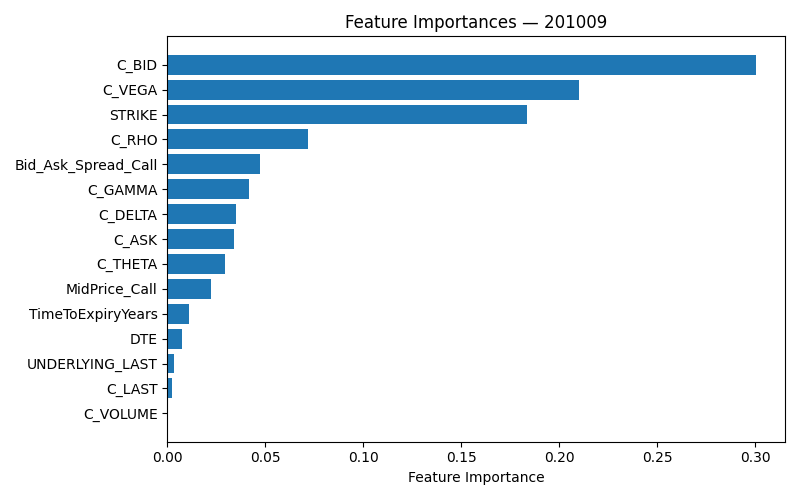 Feature Importances — 201009
C_BID
C_VEGA
STRIKE
C_RHO
Bid_Ask_Spread_Call
C_GAMMA
C_DELTA
C_ASK
C_THETA
MidPrice_Call
TimeToExpiryYears
DTE
UNDERLYING_LAST
C_LAST
C_VOLUME
0.00 0.05 0.10 0.15 0.20 0.25 0.30
Feature Importance